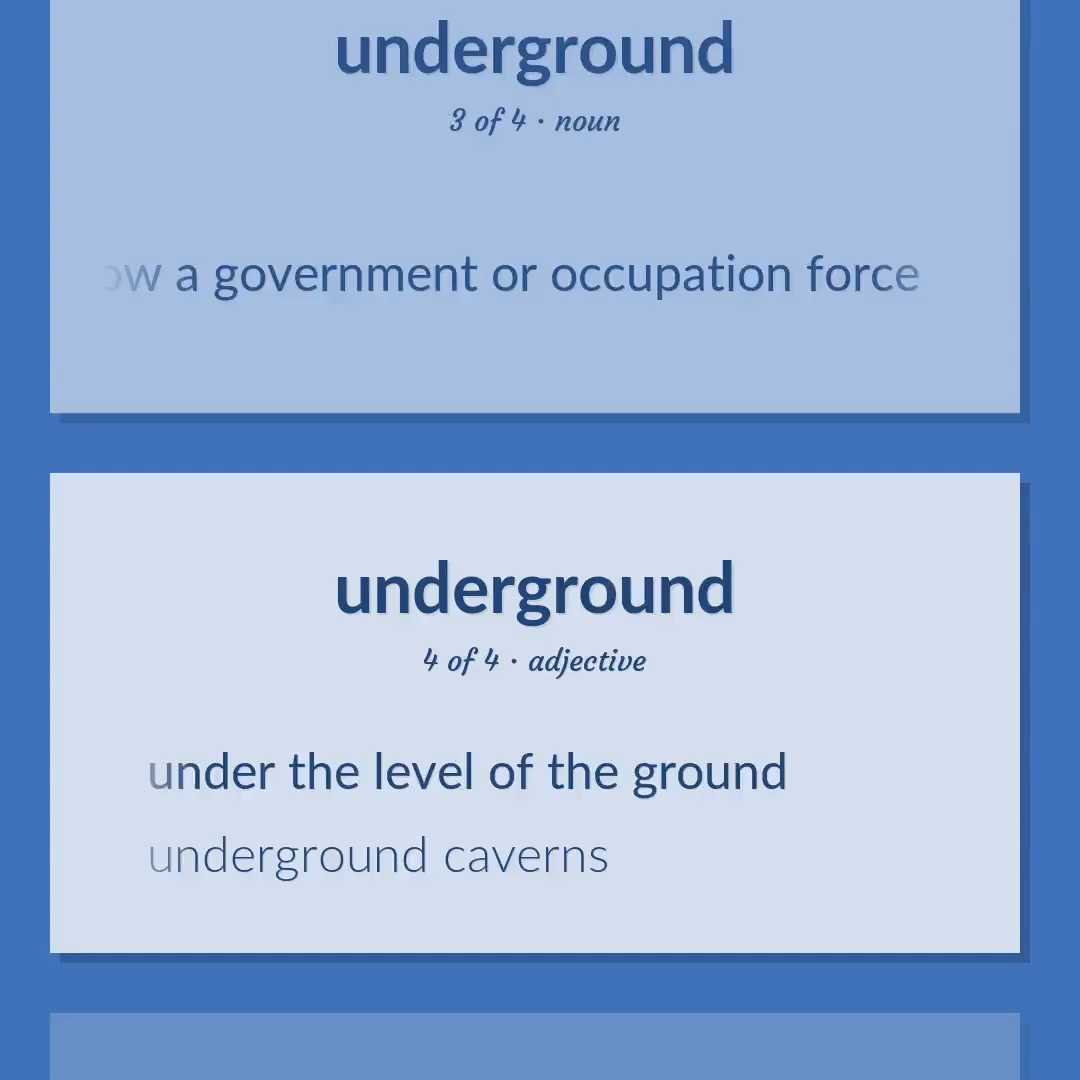 underground
3 of 4 · noun
a government or occupation force
underground
4 of 4 · adjective
under the level of the ground
underground caverns